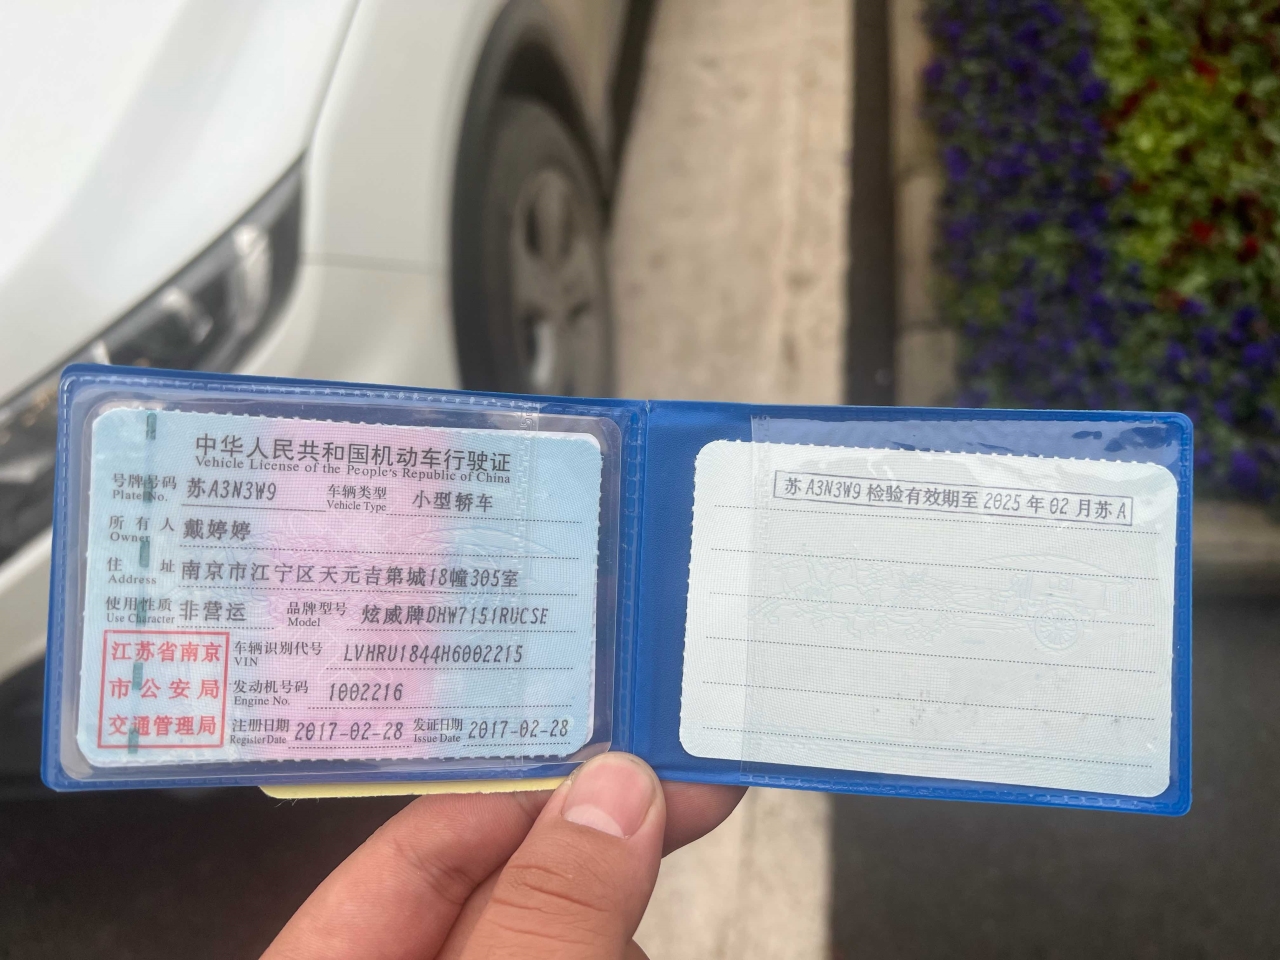 中华人民共和国机动车行驶证
Vehicle License of the People's Republic of China
号牌号码 苏A3N3W9 车辆类型 小型轿车
Plate No. Vehicle Type
所有人 戴婷婷
Owner
住址 南京市江宁区天元吉第城18幢305室
Address
使用性质 非营运 品牌型号 炫威牌DHW7151RUCSE
Use Character Model
江苏省南京
市公安局
交通管理局
车辆识别代号 LVHRU1844H6002215
VIN
发动机号码 1002216
Engine No.
注册日期 2017-02-28 发证日期 2017-02-28
Register Date Issue Date
苏A3N3W9 检验有效期至 2025 年 02 月苏A